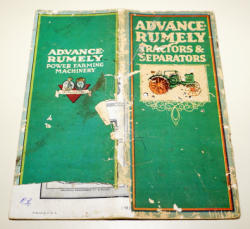 ADVANCE-
RUMELY
POWER FARMING
MACHINERY
ADVANCE-
RUMELY
TRACTORS &
SEPARATORS